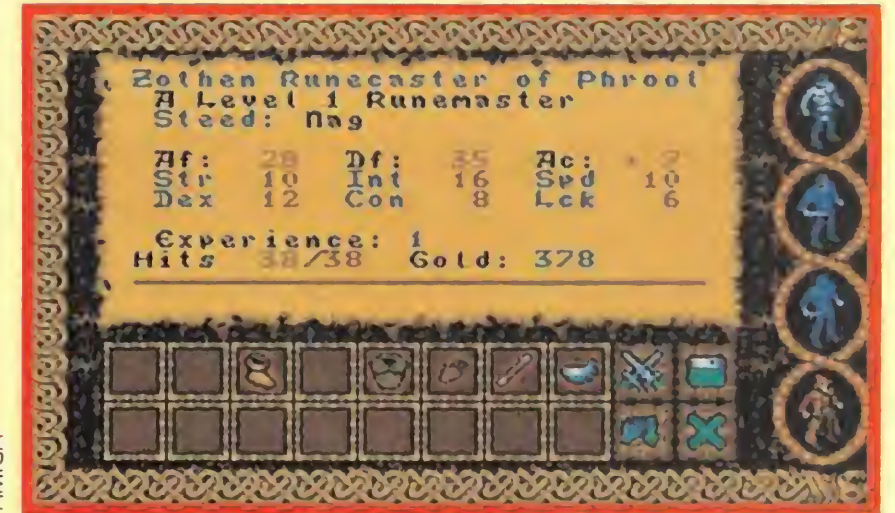 Zothen Runecaster of Phrool
A Level 1 Runemaster
Steed: Nag
Af: 28 Df: 35 Ac:
Str 10 Int 16 Spd 10
Dex 12 Con 8 Lck 6
Experience: 1
Hits 38/38 Gold: 378